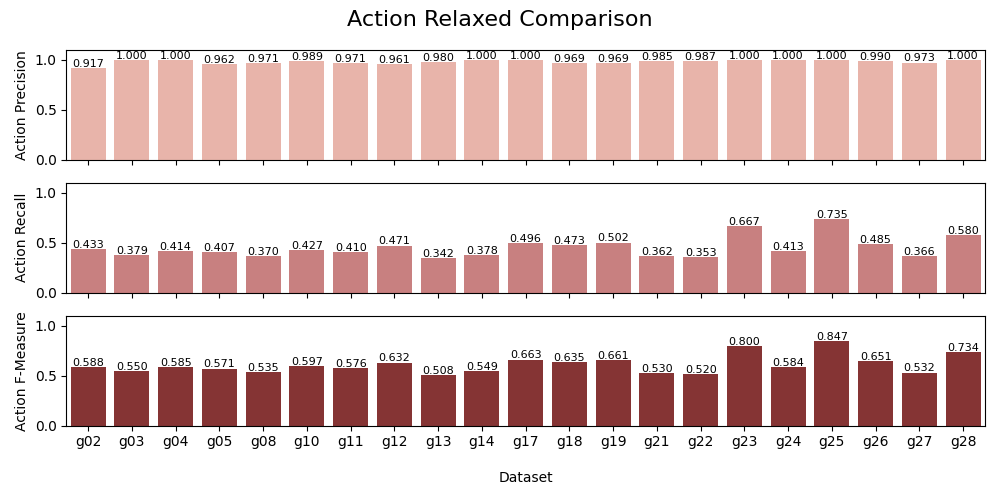 Action Relaxed Comparison
Action Precision
1.0
0.5
0.0
0.917 1.000 1.000 0.962 0.971 0.989 0.971 0.961 0.980 1.000 1.000 0.969 0.969 0.985 0.987 1.000 1.000 1.000 0.990 0.973 1.000
Action Recall
1.0
0.5
0.0
0.433 0.379 0.414 0.407 0.370 0.427 0.410 0.471 0.342 0.378 0.496 0.473 0.502 0.362 0.353 0.667 0.413 0.735 0.485 0.366 0.580
Action F-Measure
1.0
0.5
0.0
0.588 0.550 0.585 0.571 0.535 0.597 0.576 0.632 0.508 0.549 0.663 0.635 0.661 0.530 0.520 0.800 0.584 0.847 0.651 0.532 0.734
g02 g03 g04 g05 g08 g10 g11 g12 g13 g14 g17 g18 g19 g21 g22 g23 g24 g25 g26 g27 g28
Dataset